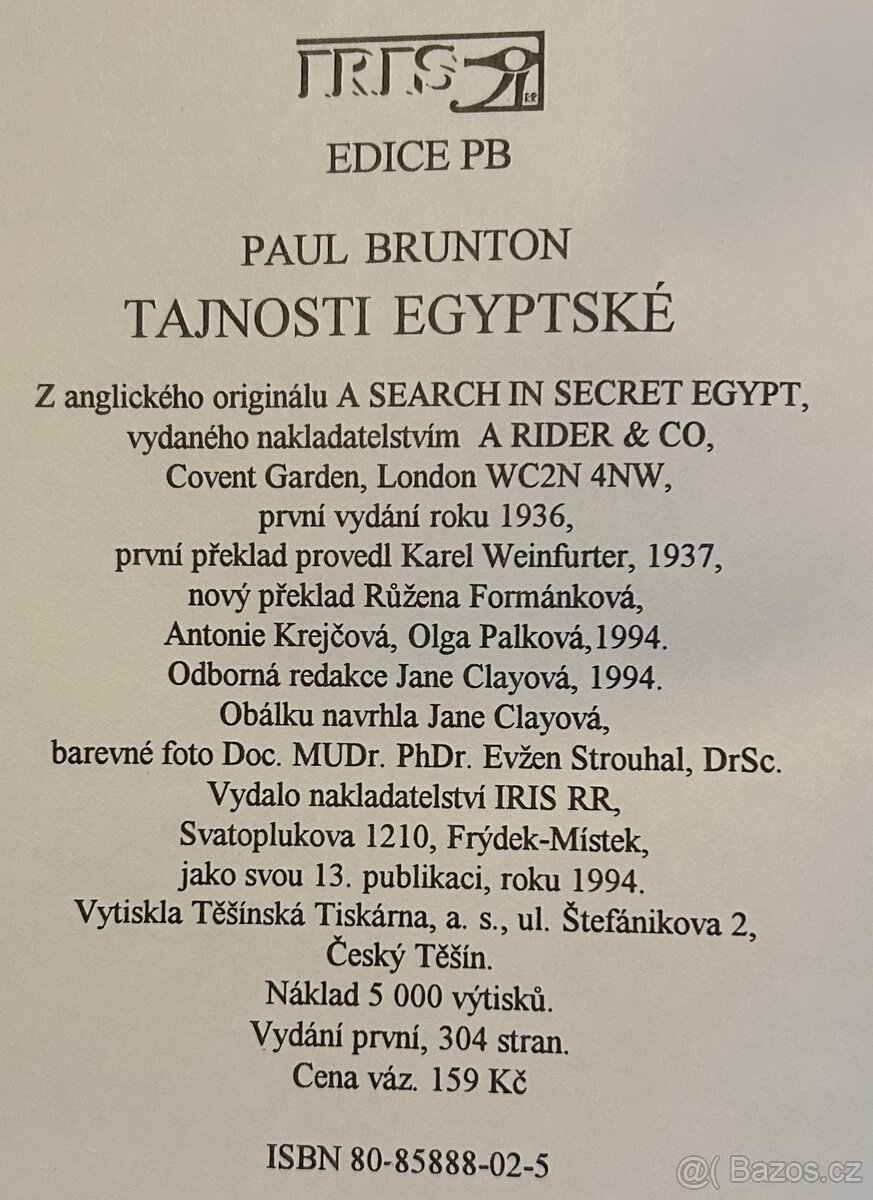 IRIS
RR
EDICE PB
PAUL BRUNTON
TAJNOSTI EGYPTSKÉ
Z anglického originálu A SEARCH IN SECRET EGYPT,
vydaného nakladatelstvím A RIDER & CO,
Covent Garden, London WC2N 4NW,
první vydání roku 1936,
první překlad provedl Karel Weinfurter, 1937,
nový překlad Růžena Formánková,
Antonie Krejčová, Olga Palková,1994.
Odborná redakce Jane Clayová, 1994.
Obálku navrhla Jane Clayová,
barevné foto Doc. MUDr. PhDr. Evžen Strouhal, DrSc.
Vydalo nakladatelství IRIS RR,
Svatoplukova 1210, Frýdek-Místek,
jako svou 13. publikaci, roku 1994.
Vytiskla Těšínská Tiskárna, a. s., ul. Štefánikova 2,
Český Těšín.
Náklad 5 000 výtisků.
Vydání první, 304 stran.
Cena váz. 159 Kč
ISBN 80-85888-02-5
@( Bazos.cz